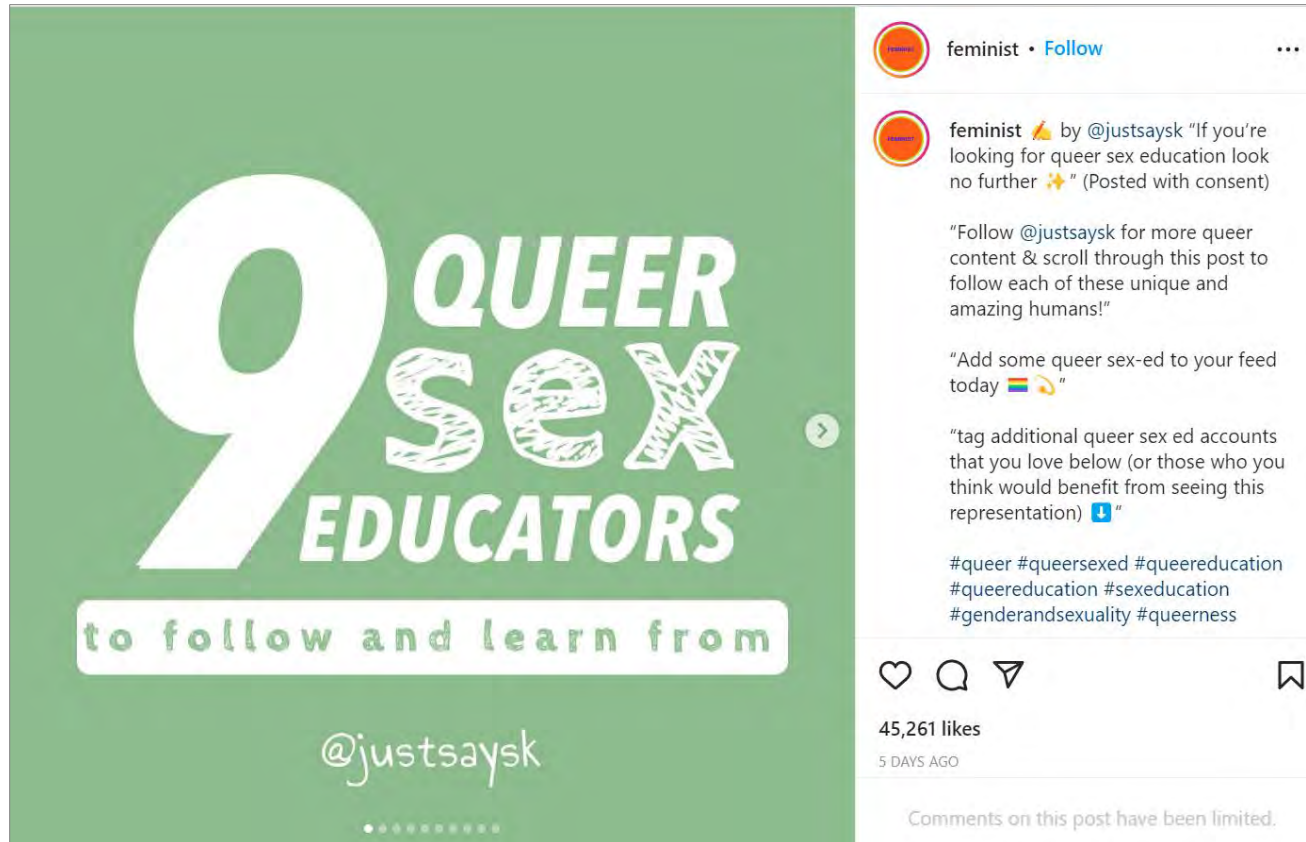 9 QUEER
sex
EDUCATORS
to follow and learn from
@justsaysk
feminist • Follow
feminist ✍️ by @justsaysk “If you’re
looking for queer sex education look
no further ✨” (Posted with consent)
“Follow @justsaysk for more queer
content & scroll through this post to
follow each of these unique and
amazing humans!”
“Add some queer sex-ed to your feed
today 🏳️‍🌈 💫”
“tag additional queer sex ed accounts
that you love below (or those who you
think would benefit from seeing this
representation) ⬇️”
#queer #queersexed #queereducation
#queereducation #sexeducation
#genderandsexuality #queerness
45,261 likes
5 DAYS AGO
Comments on this post have been limited.